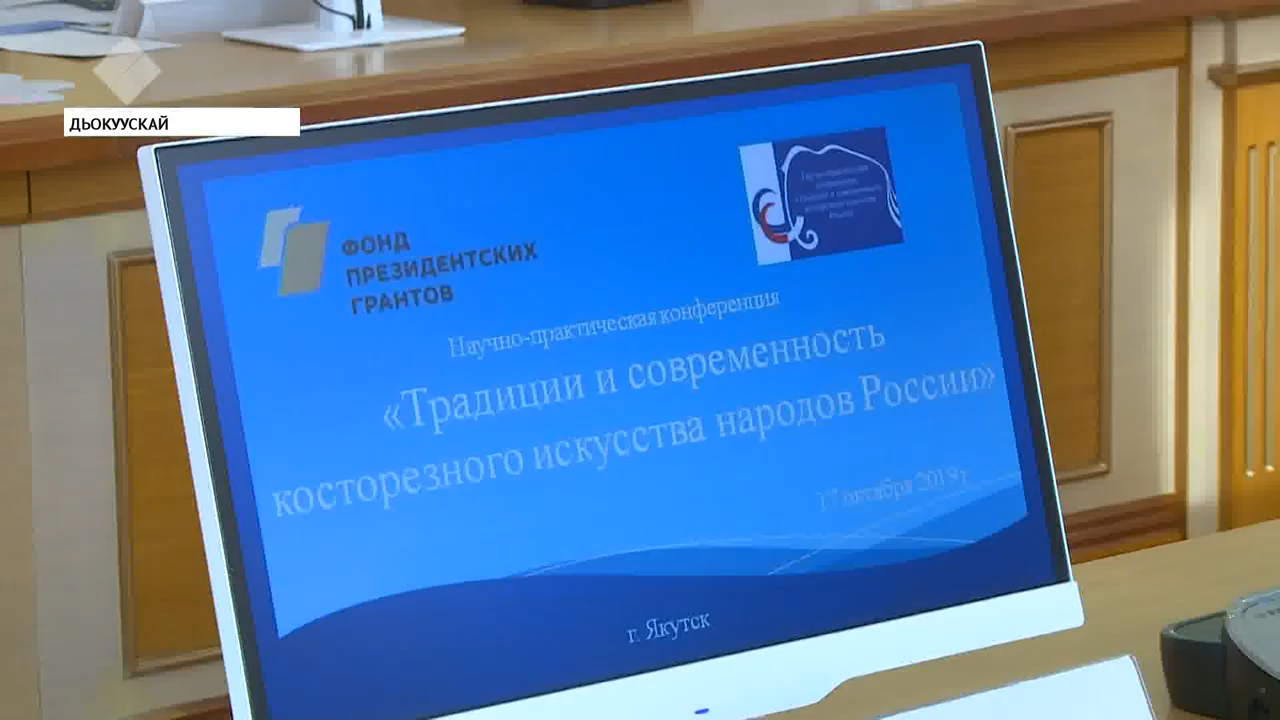 ДЬОКУУСКАЙ
ФОНД
ПРЕЗИДЕНТСКИХ
ГРАНТОВ
Научно-практическая конференция
«Традиции и современность
косторезного искусства народов России»
17 октября 2019 г.
г. Якутск